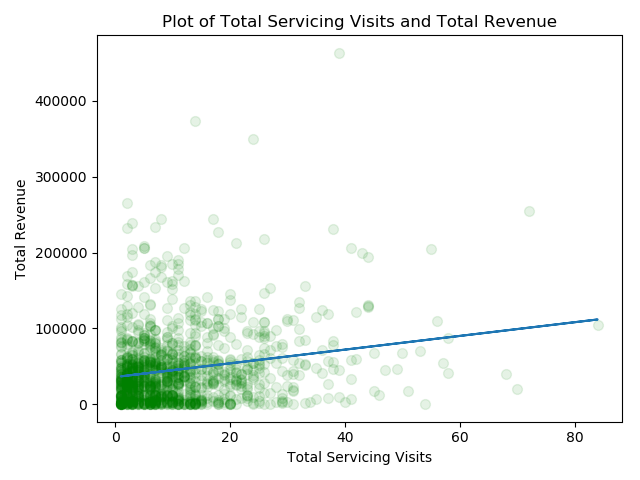 Plot of Total Servicing Visits and Total Revenue
400000
300000
200000
100000
0
Total Revenue
0 20 40 60 80
Total Servicing Visits